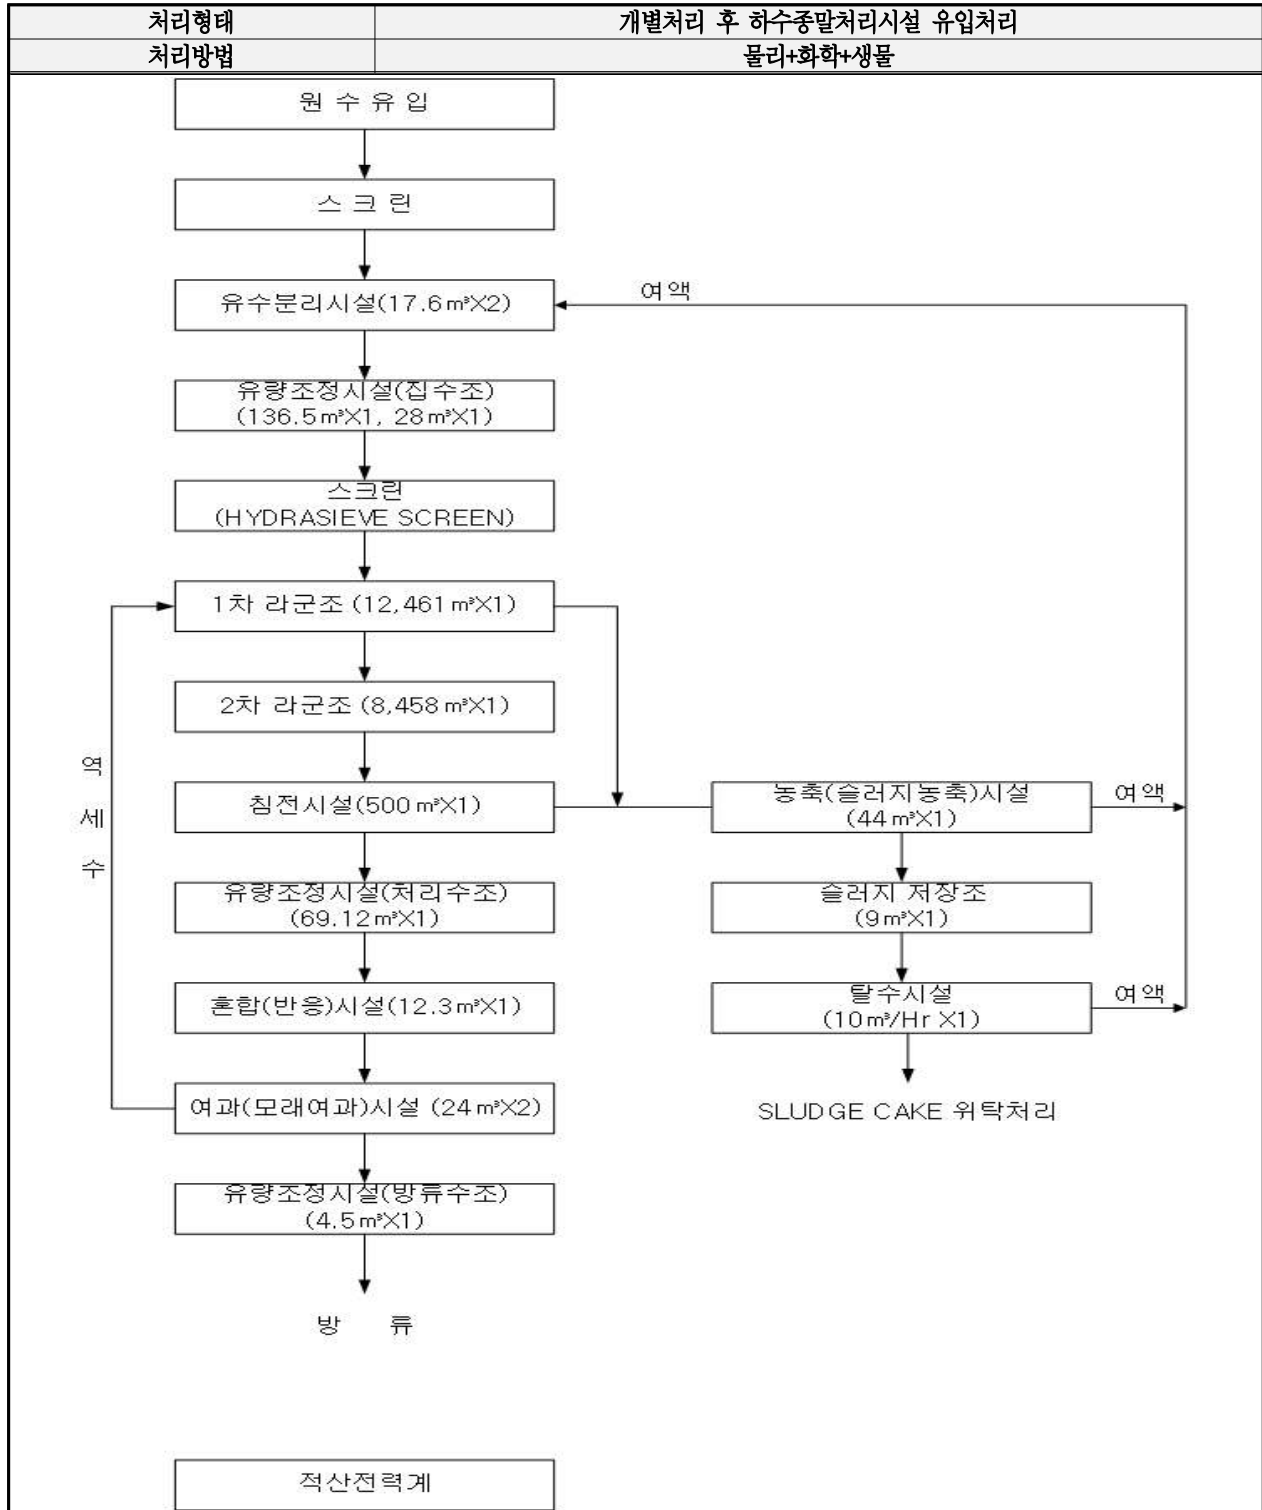 처리형태 개별처리 후 하수종말처리시설 유입처리
처리방법 물리+화학+생물
원 수 유 입
스 크 린
유수분리시설(17.6㎥X2)
여액
유량조정시설(집수조)
(136.5㎥X1, 28㎥X1)
스크린
(HYDRASIEVE SCREEN)
1차 라군조 (12,461㎥X1)
2차 라군조 (8,458㎥X1)
역
세
수
침전시설(500㎥X1)
농축(슬러지농축)시설
(44㎥X1)
여액
유량조정시설(처리수조)
(69.12㎥X1)
슬러지 저장조
(9㎥X1)
혼합(반응)시설(12.3㎥X1)
탈수시설
(10㎥/Hr X1)
여액
여과(모래여과)시설 (24㎥X2)
SLUDGE CAKE 위탁처리
유량조정시설(방류수조)
(4.5㎥X1)
방 류
적산전력계